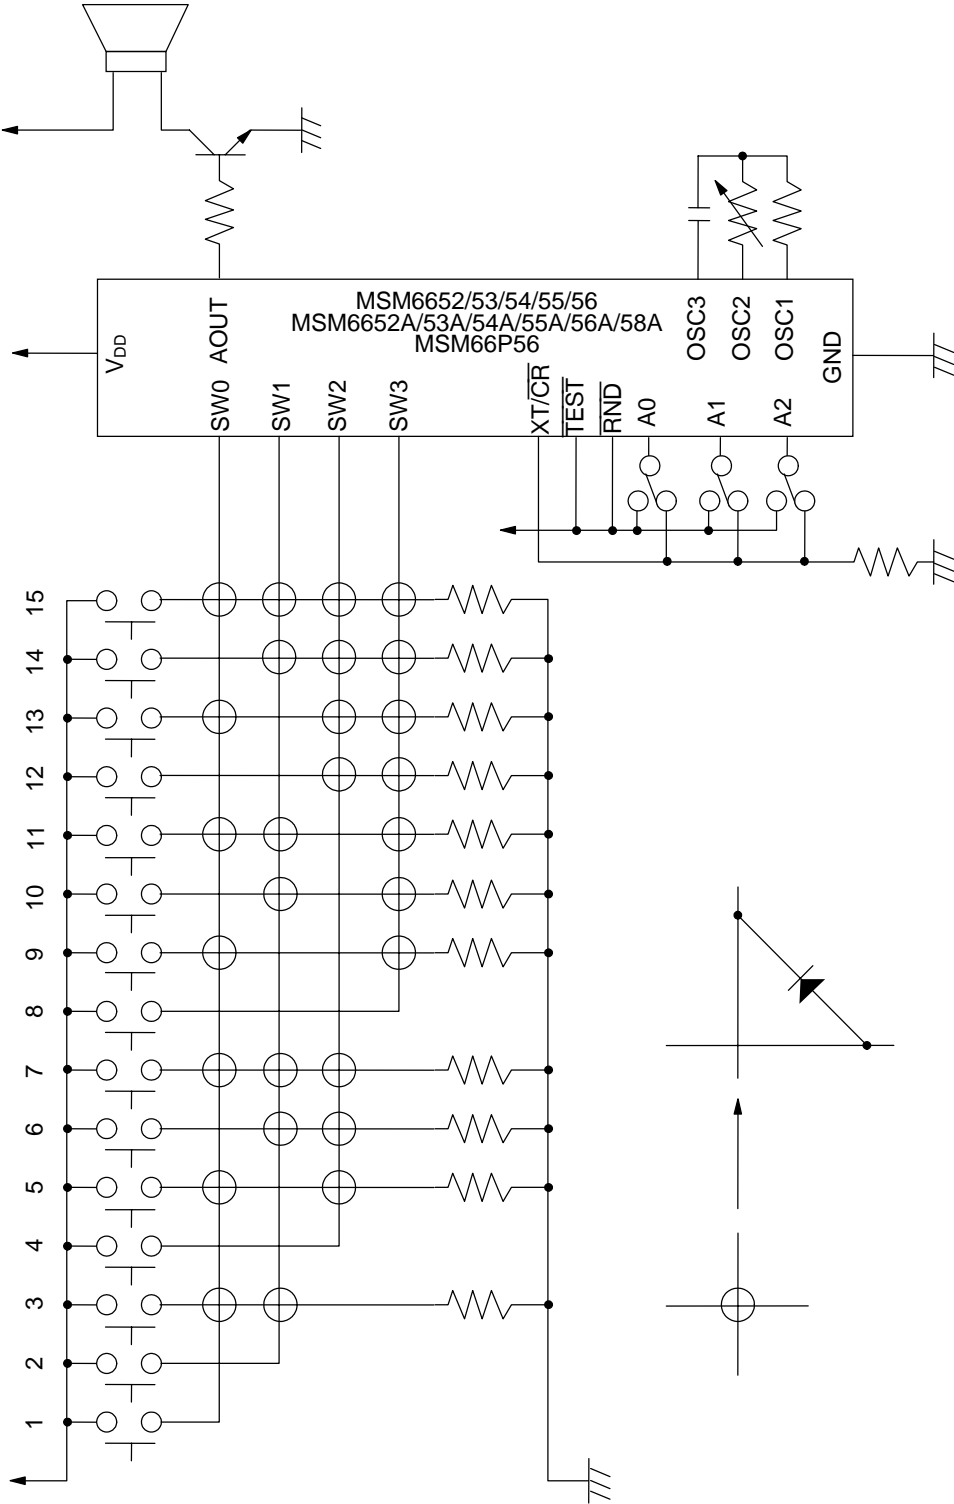 MSM6652/53/54/55/56
MSM6652A/53A/54A/55A/56A/58A
MSM66P56
VDD
AOUT
OSC3
OSC2
OSC1
GND
SW0
SW1
SW2
SW3
XT/CR
TEST
RND
A0
A1
A2
15
14
13
12
11
10
9
8
7
6
5
4
3
2
1